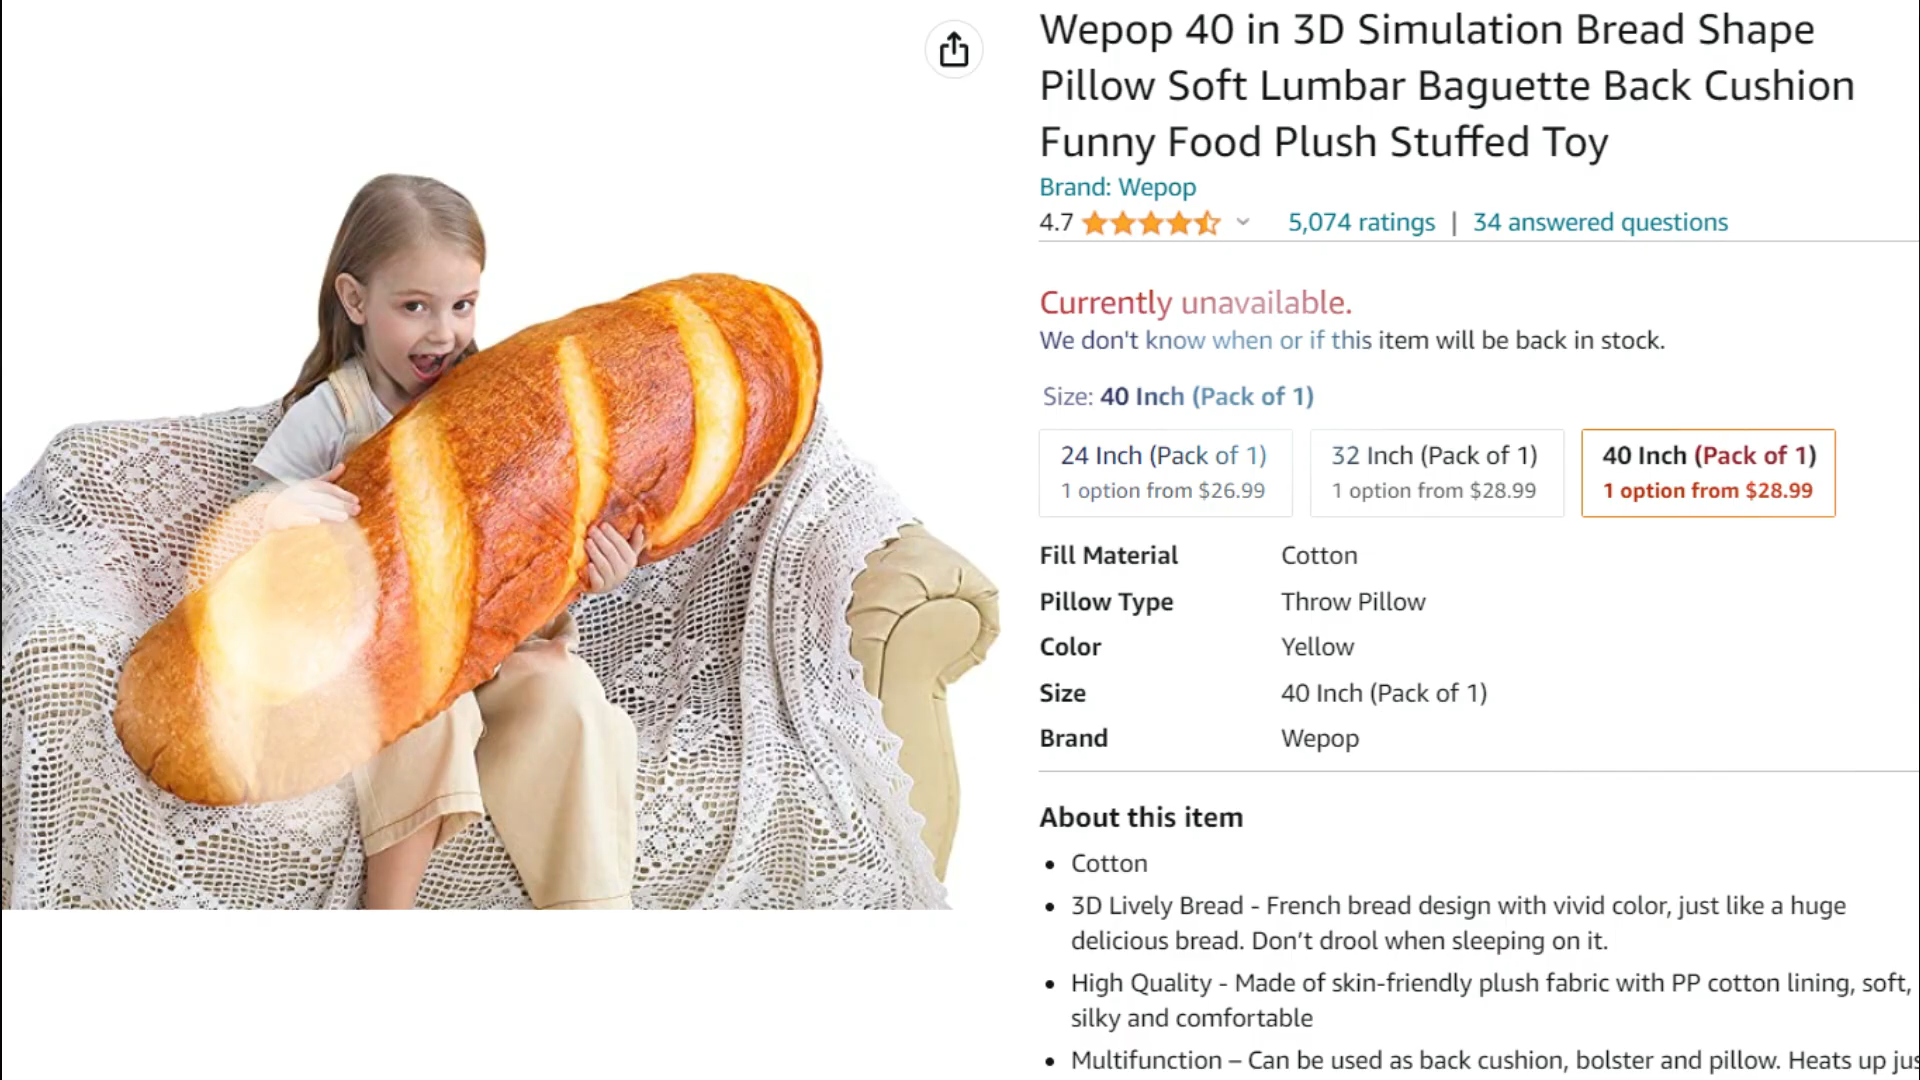 Wepop 40 in 3D Simulation Bread Shape
Pillow Soft Lumbar Baguette Back Cushion
Funny Food Plush Stuffed Toy
Brand: Wepop
4.7 5,074 ratings | 34 answered questions
Currently unavailable.
We don't know when or if this item will be back in stock.
Size: 40 Inch (Pack of 1)
24 Inch (Pack of 1) 32 Inch (Pack of 1) 40 Inch (Pack of 1)
1 option from $26.99 1 option from $28.99 1 option from $28.99
Fill Material Cotton
Pillow Type Throw Pillow
Color Yellow
Size 40 Inch (Pack of 1)
Brand Wepop
About this item
• Cotton
• 3D Lively Bread - French bread design with vivid color, just like a huge
delicious bread. Don’t drool when sleeping on it.
• High Quality - Made of skin-friendly plush fabric with PP cotton lining, soft,
silky and comfortable
• Multifunction – Can be used as back cushion, bolster and pillow. Heats up